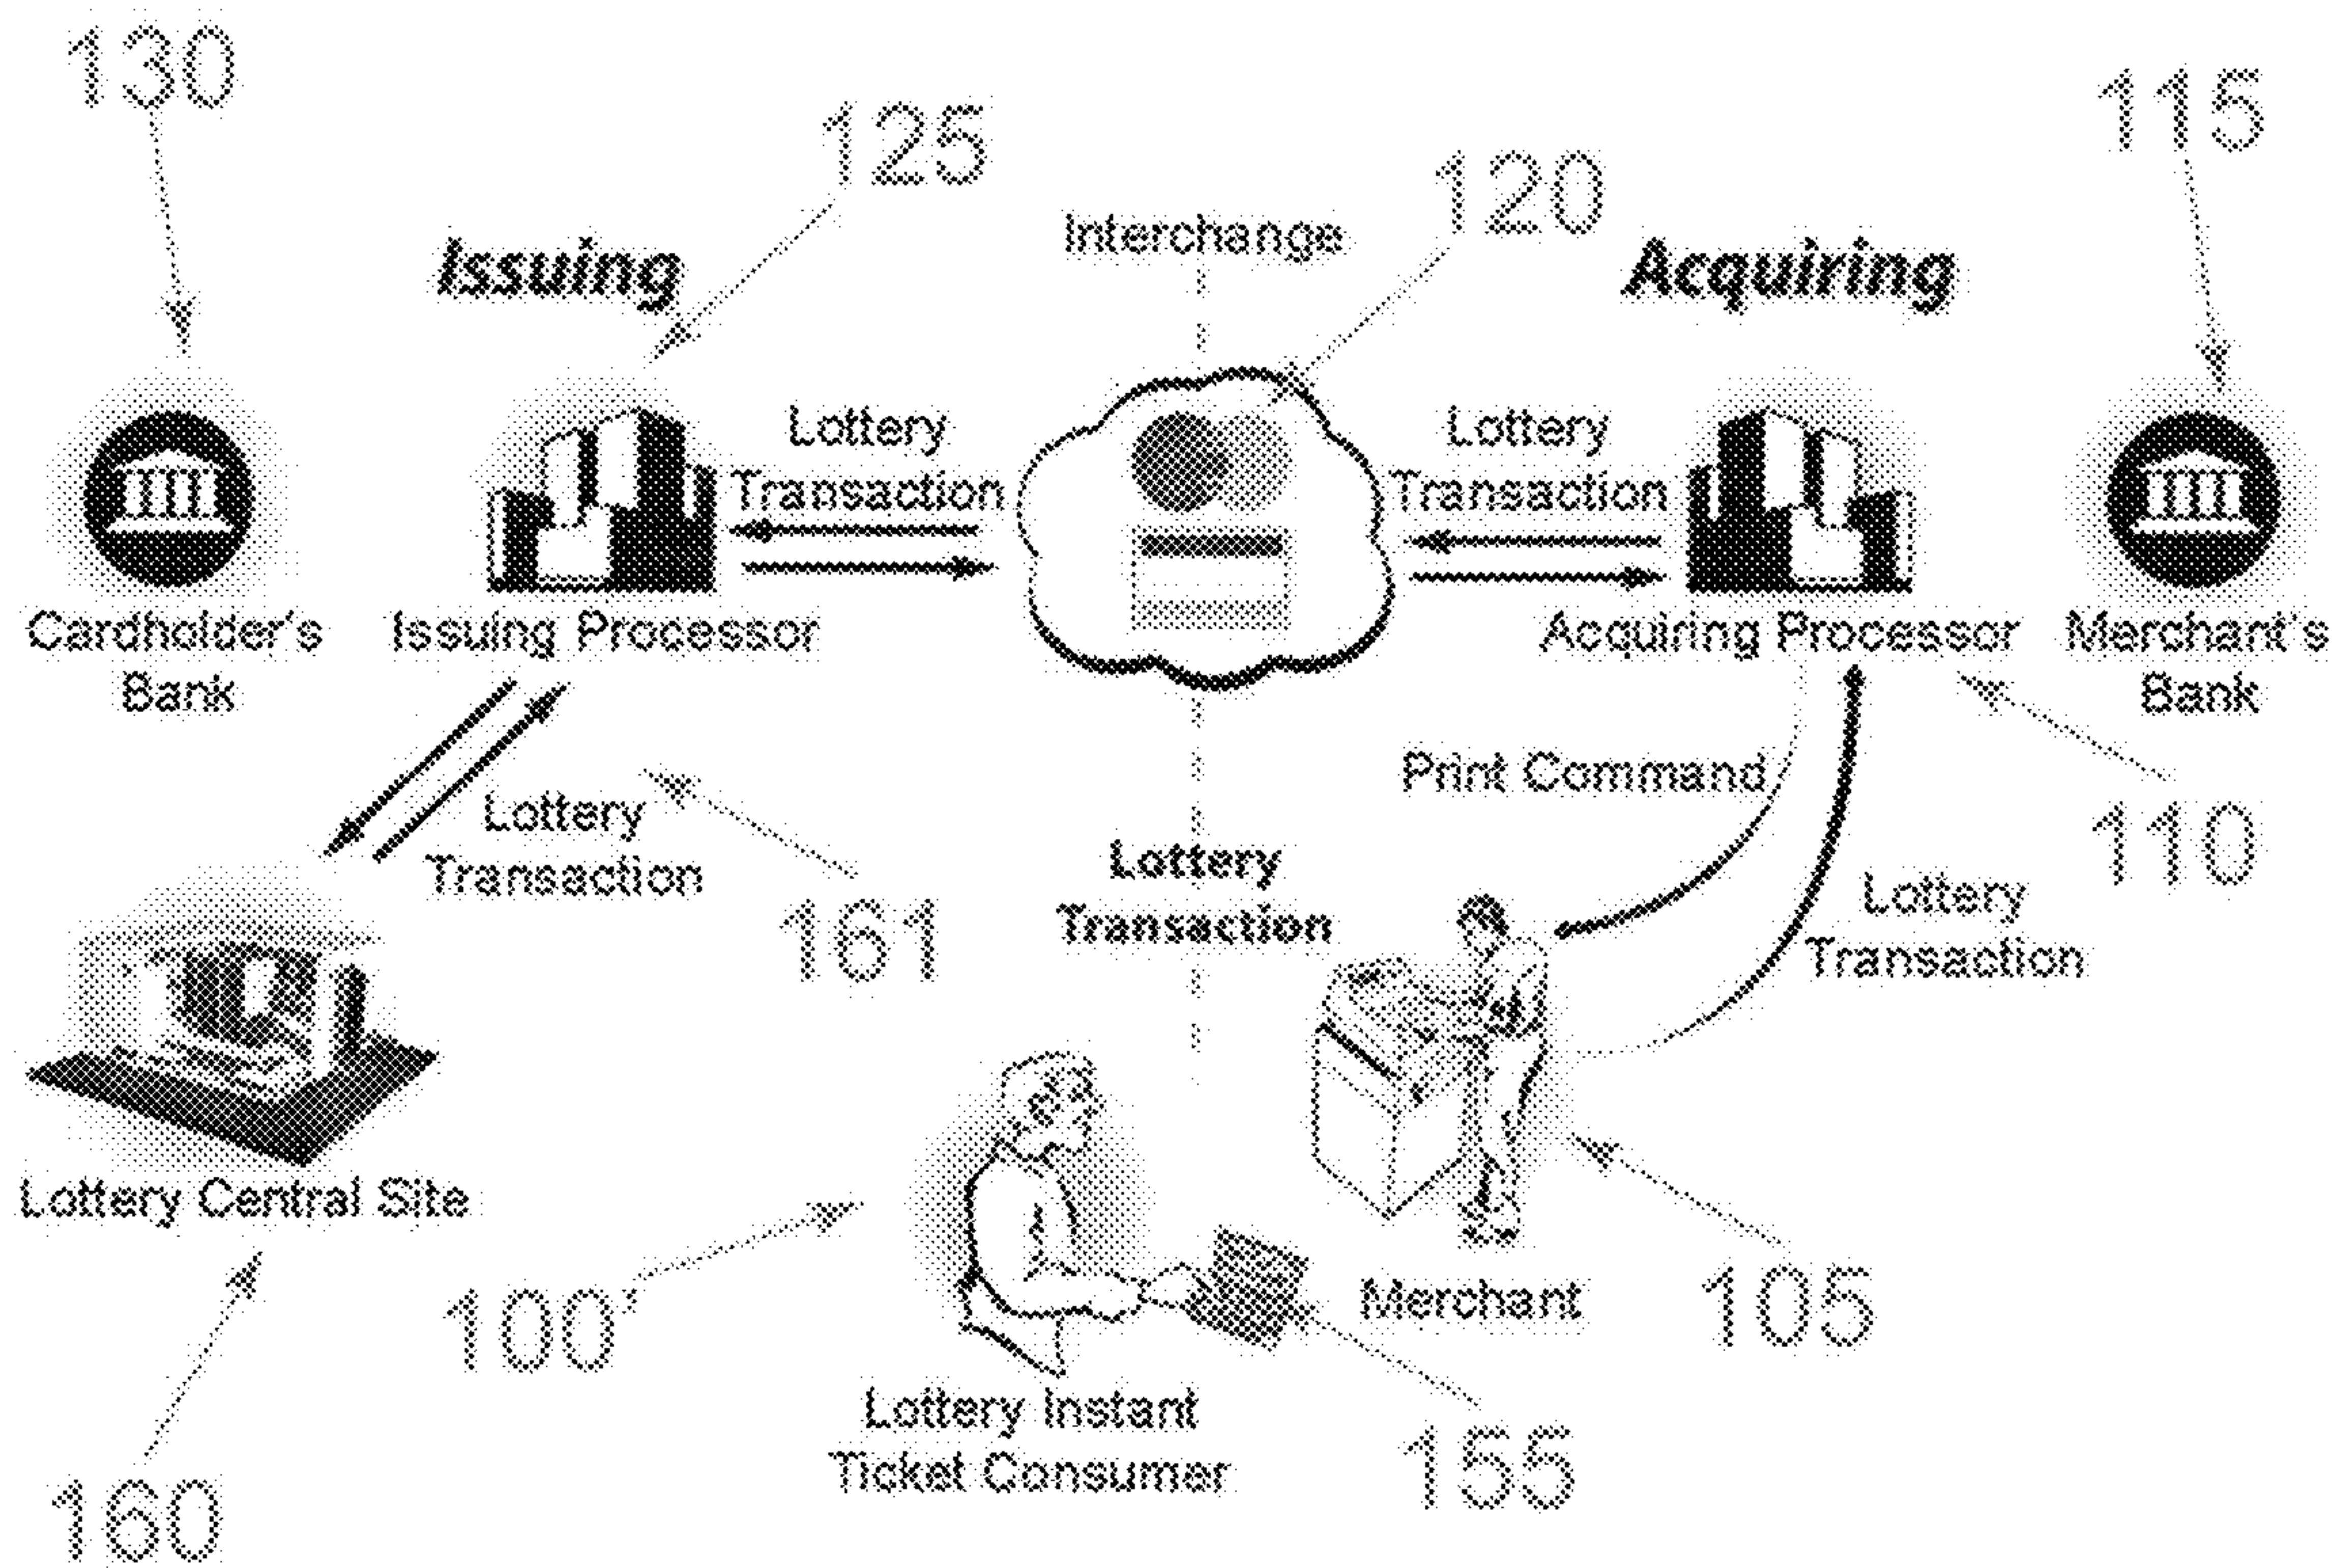 130
125
115
120
Interchange
Issuing
Acquiring
Lottery
Transaction
Lottery
Transaction
Cardholder's
Bank
Issuing Processor
Acquiring Processor
Merchant's
Bank
Print Command
110
Lottery
Transaction
161
Lottery
Transaction
Lottery
Transaction
Lottery Central Site
100'
Merchant
105
Lottery Instant
Ticket Consumer
155
160